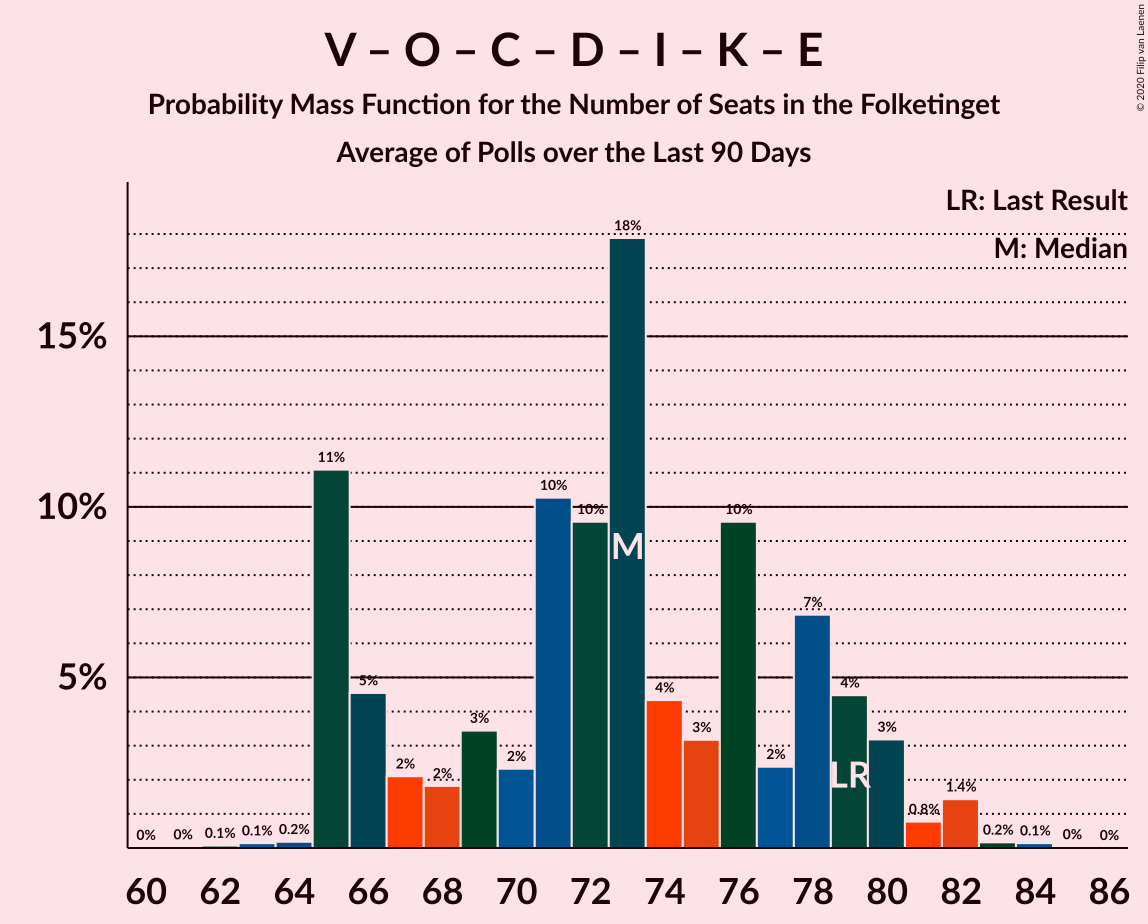 V – O – C – D – I – K – E
Probability Mass Function for the Number of Seats in the Folketinget
Average of Polls over the Last 90 Days
© 2020 Filip van Laenen
LR: Last Result
M: Median
15%
10%
5%
0% 0% 0.1% 0.1% 0.2% 11% 5% 2% 2% 3% 2% 10% 10% 18% 4% 3% 10% 2% 7% 4% 3% 0.8% 1.4% 0.2% 0.1% 0% 0%
M
LR
60 62 64 66 68 70 72 74 76 78 80 82 84 86